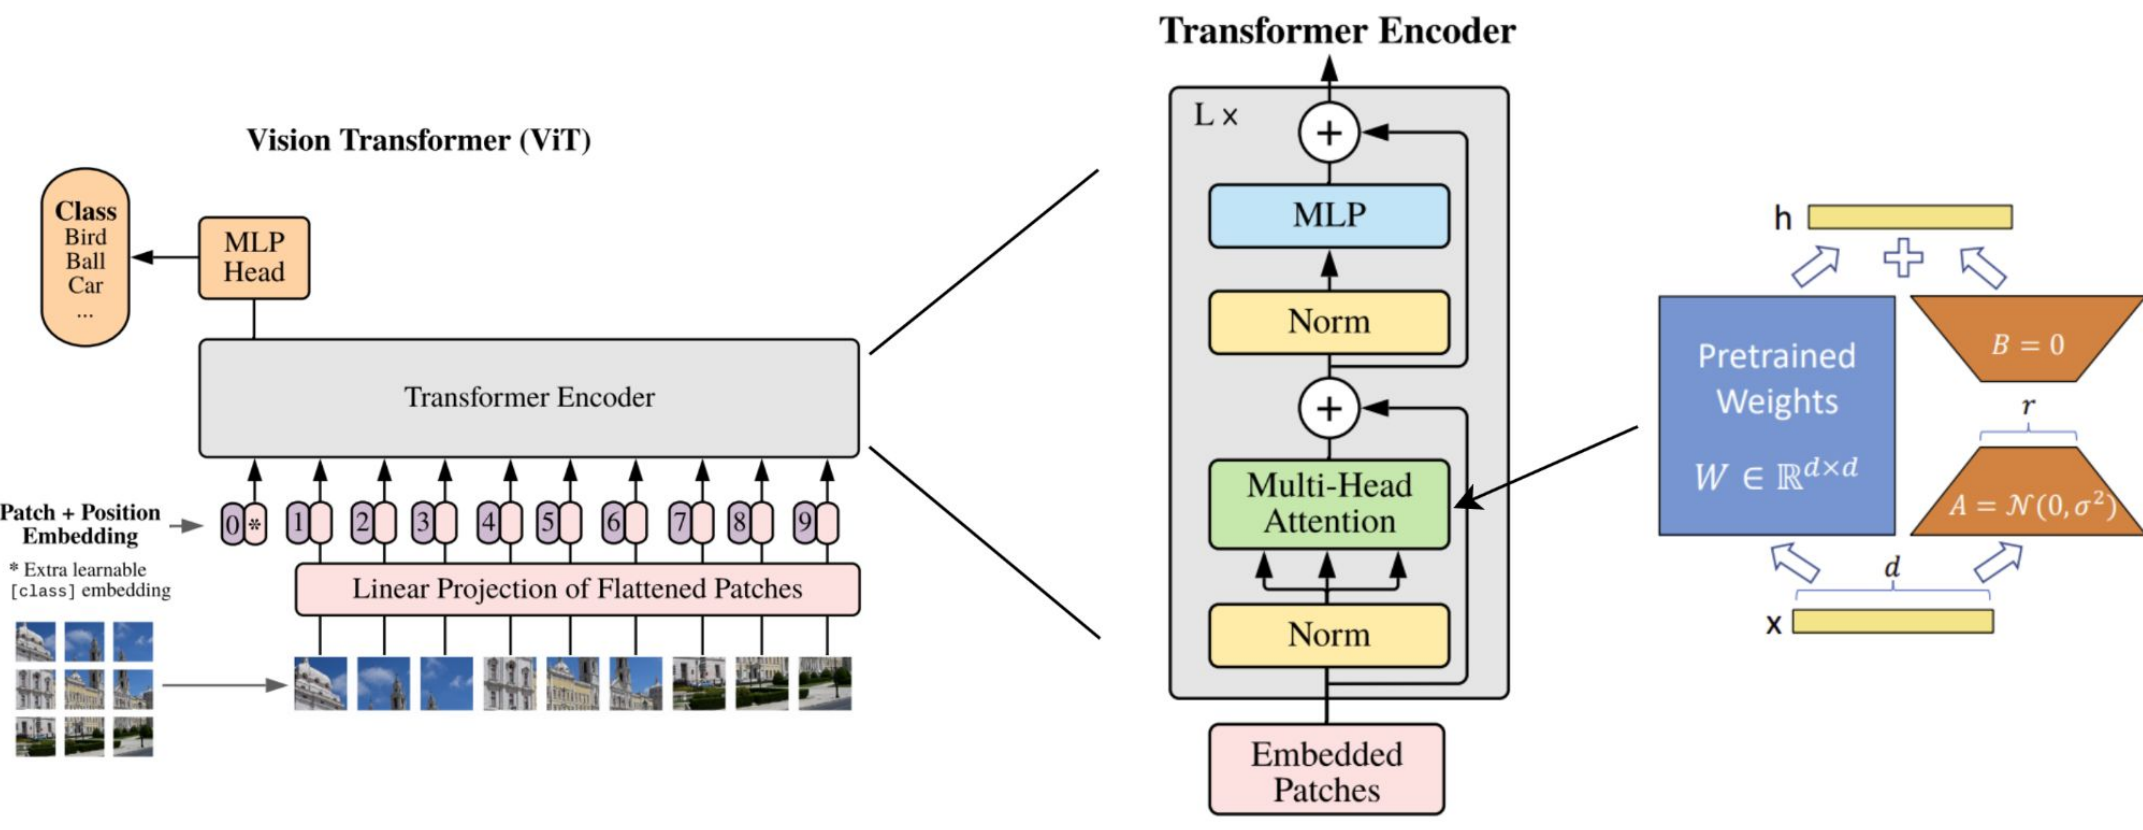 Vision Transformer (ViT)
Class
Bird
Ball
Car
...
MLP
Head
Transformer Encoder
Patch + Position
Embedding
0 * 1 2 3 4 5 6 7 8 9
* Extra learnable
[class] embedding
Linear Projection of Flattened Patches
Transformer Encoder
L ×
+
MLP
Norm
+
Multi-Head
Attention
Norm
Embedded
Patches
h
Pretrained
Weights
W ∈ ℝ^{d×d}
B = 0
r
A = 𝒩(0, σ²)
d
x